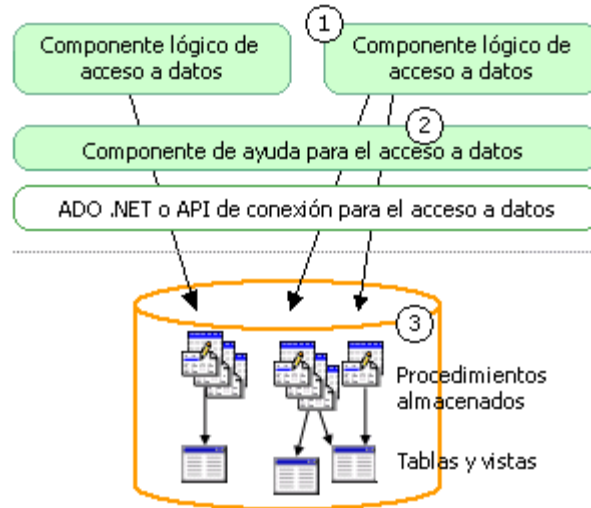 Componente lógico de
acceso a datos
1
Componente lógico de
acceso a datos
2
Componente de ayuda para el acceso a datos
ADO .NET o API de conexión para el acceso a datos
3
Procedimientos
almacenados
Tablas y vistas